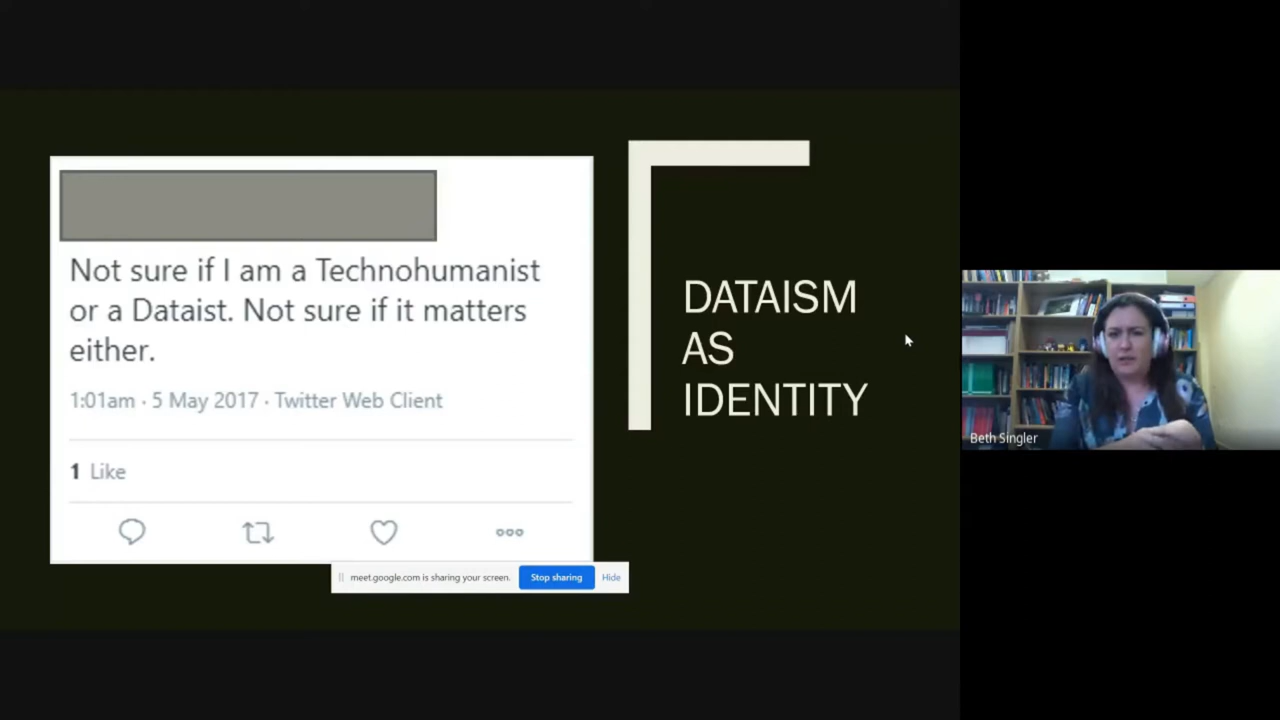 Not sure if I am a Technohumanist
or a Dataist. Not sure if it matters
either.
1:01am · 5 May 2017 · Twitter Web Client
1 Like
DATAISM
AS
IDENTITY
meet.google.com is sharing your screen.
Stop sharing
Hide
Beth Singler